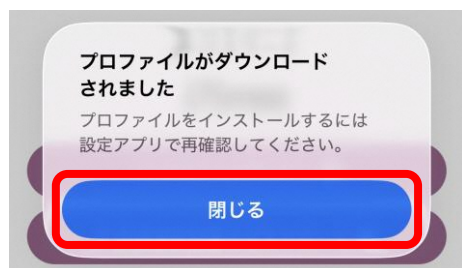 プロファイルがダウンロード
されました
プロファイルをインストールするには
設定アプリで再確認してください。
閉じる